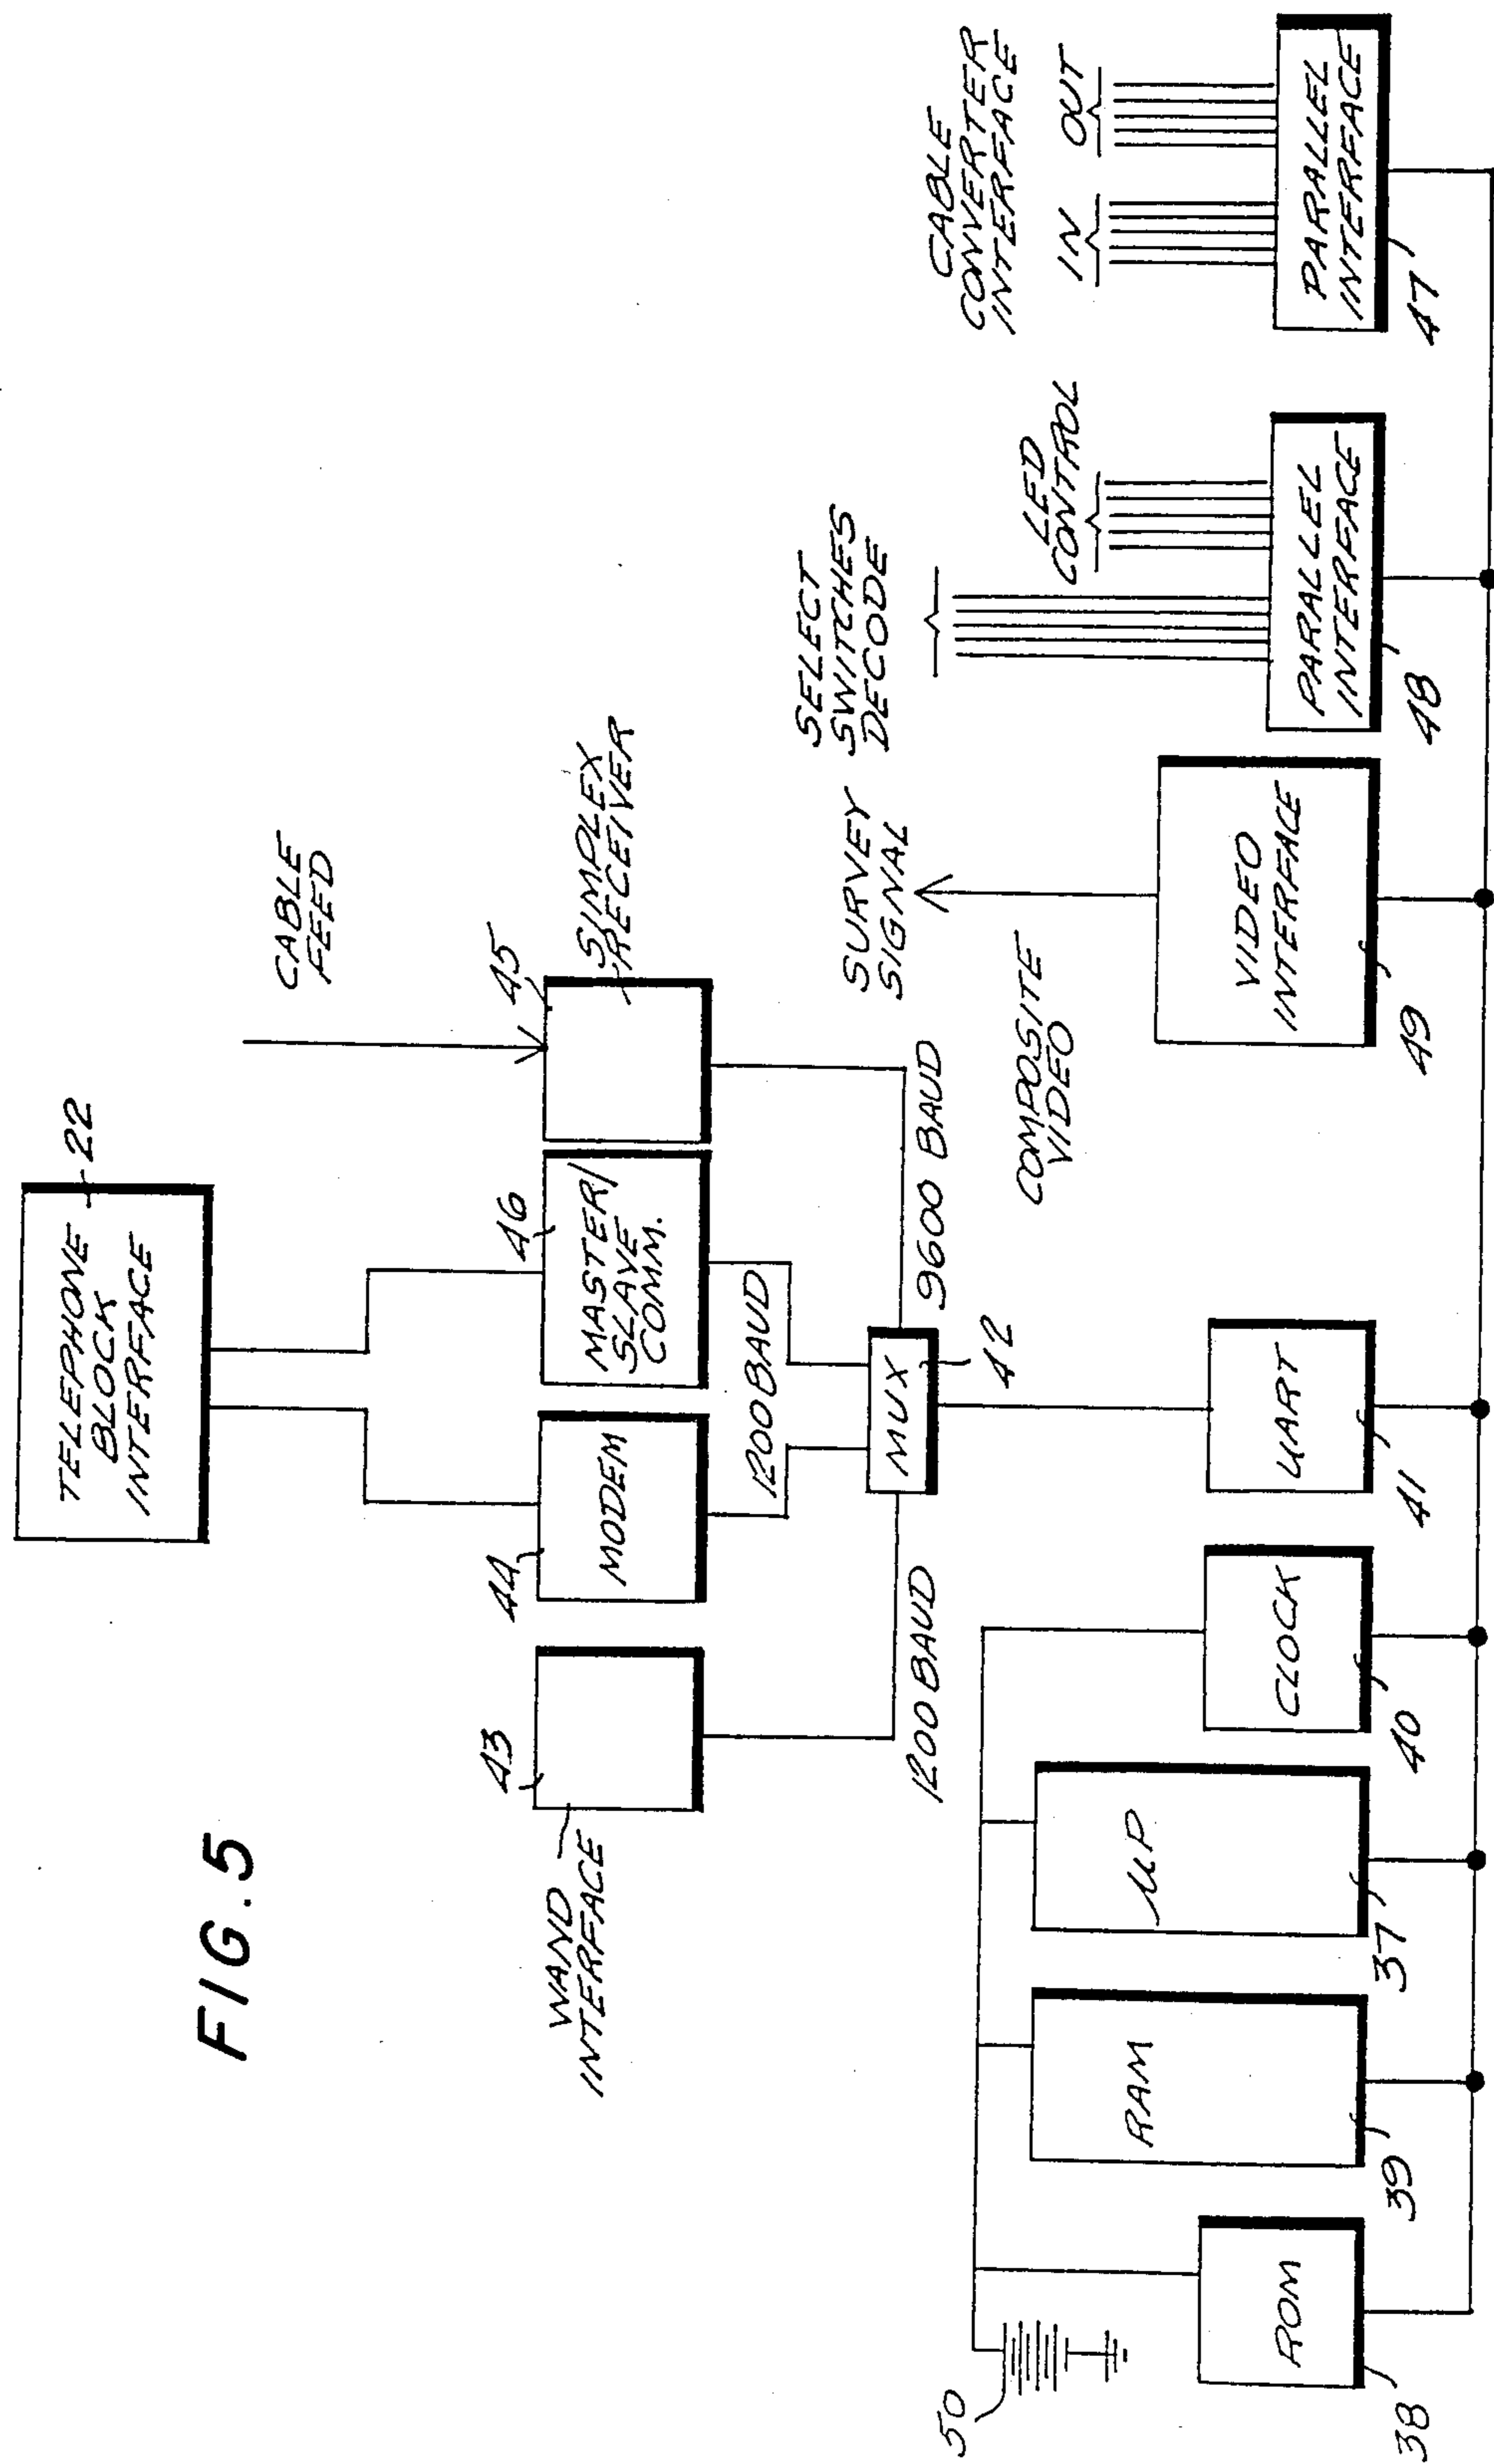 FIG. 5
TELEPHONE
BLOCK
INTERFACE
22
CABLE
FEED
WAND
INTERFACE
43
44
MODEM
46
MASTER/
SLAVE
COMM.
45
SIMPLEX
RECEIVER
1200 BAUD
1200 BAUD
MUX
42
9600 BAUD
COMPOSITE
VIDEO
SURVEY
SIGNAL
SELECT
SWITCHES
DECODE
LED
CONTROL
CABLE
CONVERTER
INTERFACE
IN
OUT
50
ROM
38
RAM
39
μP
37
CLOCK
40
UART
41
VIDEO
INTERFACE
49
PARALLEL
INTERFACE
48
PARALLEL
INTERFACE
47